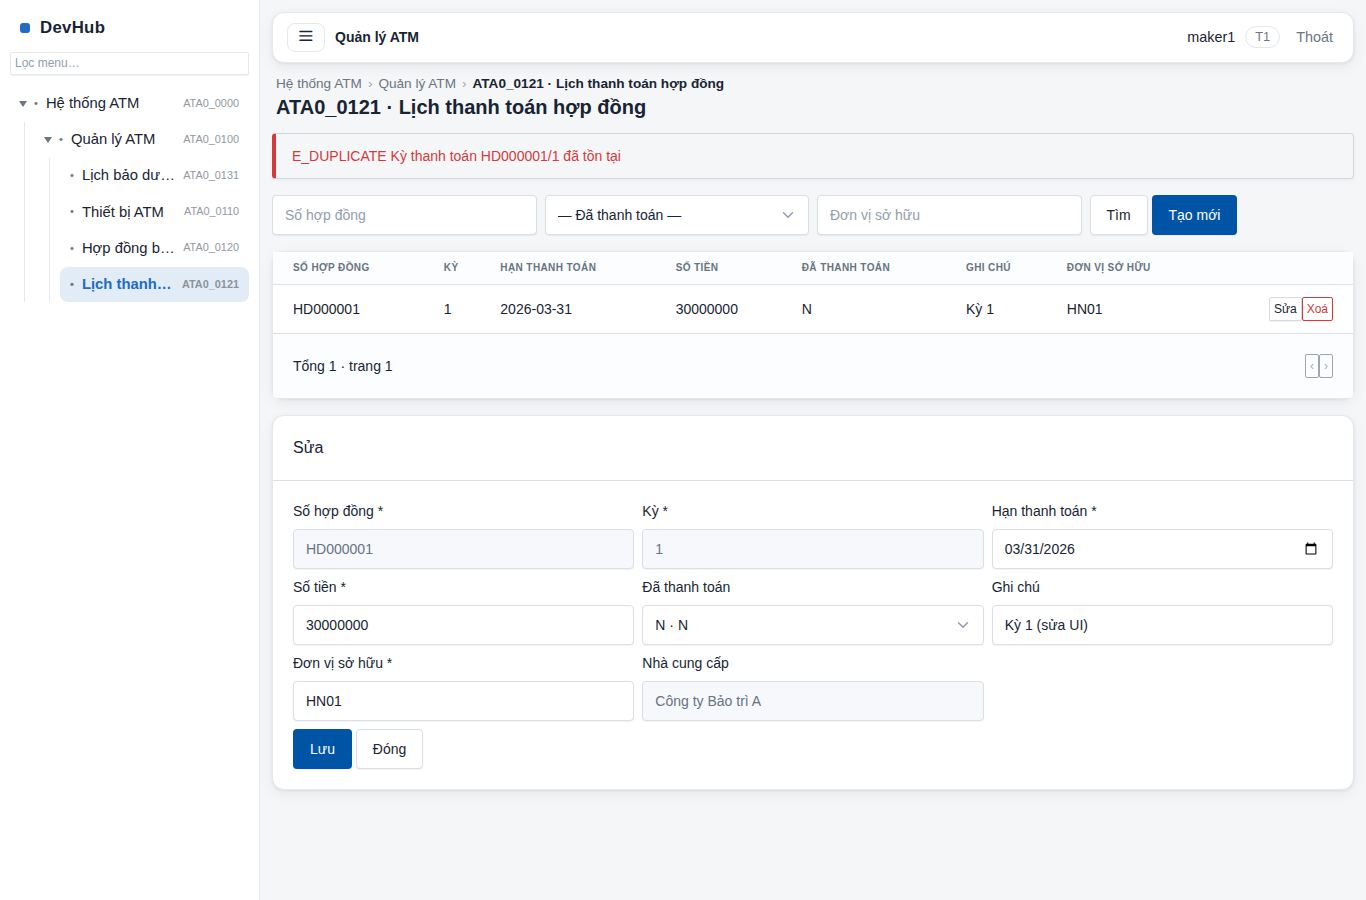 DevHub
Lọc menu…
Hệ thống ATM ATA0_0000
Quản lý ATM ATA0_0100
Lịch bảo dư… ATA0_0131
Thiết bị ATM ATA0_0110
Hợp đồng b… ATA0_0120
Lịch thanh… ATA0_0121
Quản lý ATM
maker1 T1 Thoát
Hệ thống ATM › Quản lý ATM › ATA0_0121 · Lịch thanh toán hợp đồng
ATA0_0121 · Lịch thanh toán hợp đồng
E_DUPLICATE Kỳ thanh toán HD000001/1 đã tồn tại
Số hợp đồng — Đã thanh toán — Đơn vị sở hữu Tìm Tạo mới
SỐ HỢP ĐỒNG KỲ HẠN THANH TOÁN SỐ TIỀN ĐÃ THANH TOÁN GHI CHÚ ĐƠN VỊ SỞ HỮU
HD000001 1 2026-03-31 30000000 N Kỳ 1 HN01 Sửa Xoá
Tổng 1 · trang 1 ‹ ›
Sửa
Số hợp đồng * Kỳ * Hạn thanh toán *
HD000001 1 03/31/2026
Số tiền * Đã thanh toán Ghi chú
30000000 N · N Kỳ 1 (sửa UI)
Đơn vị sở hữu * Nhà cung cấp
HN01 Công ty Bảo trì A
Lưu Đóng